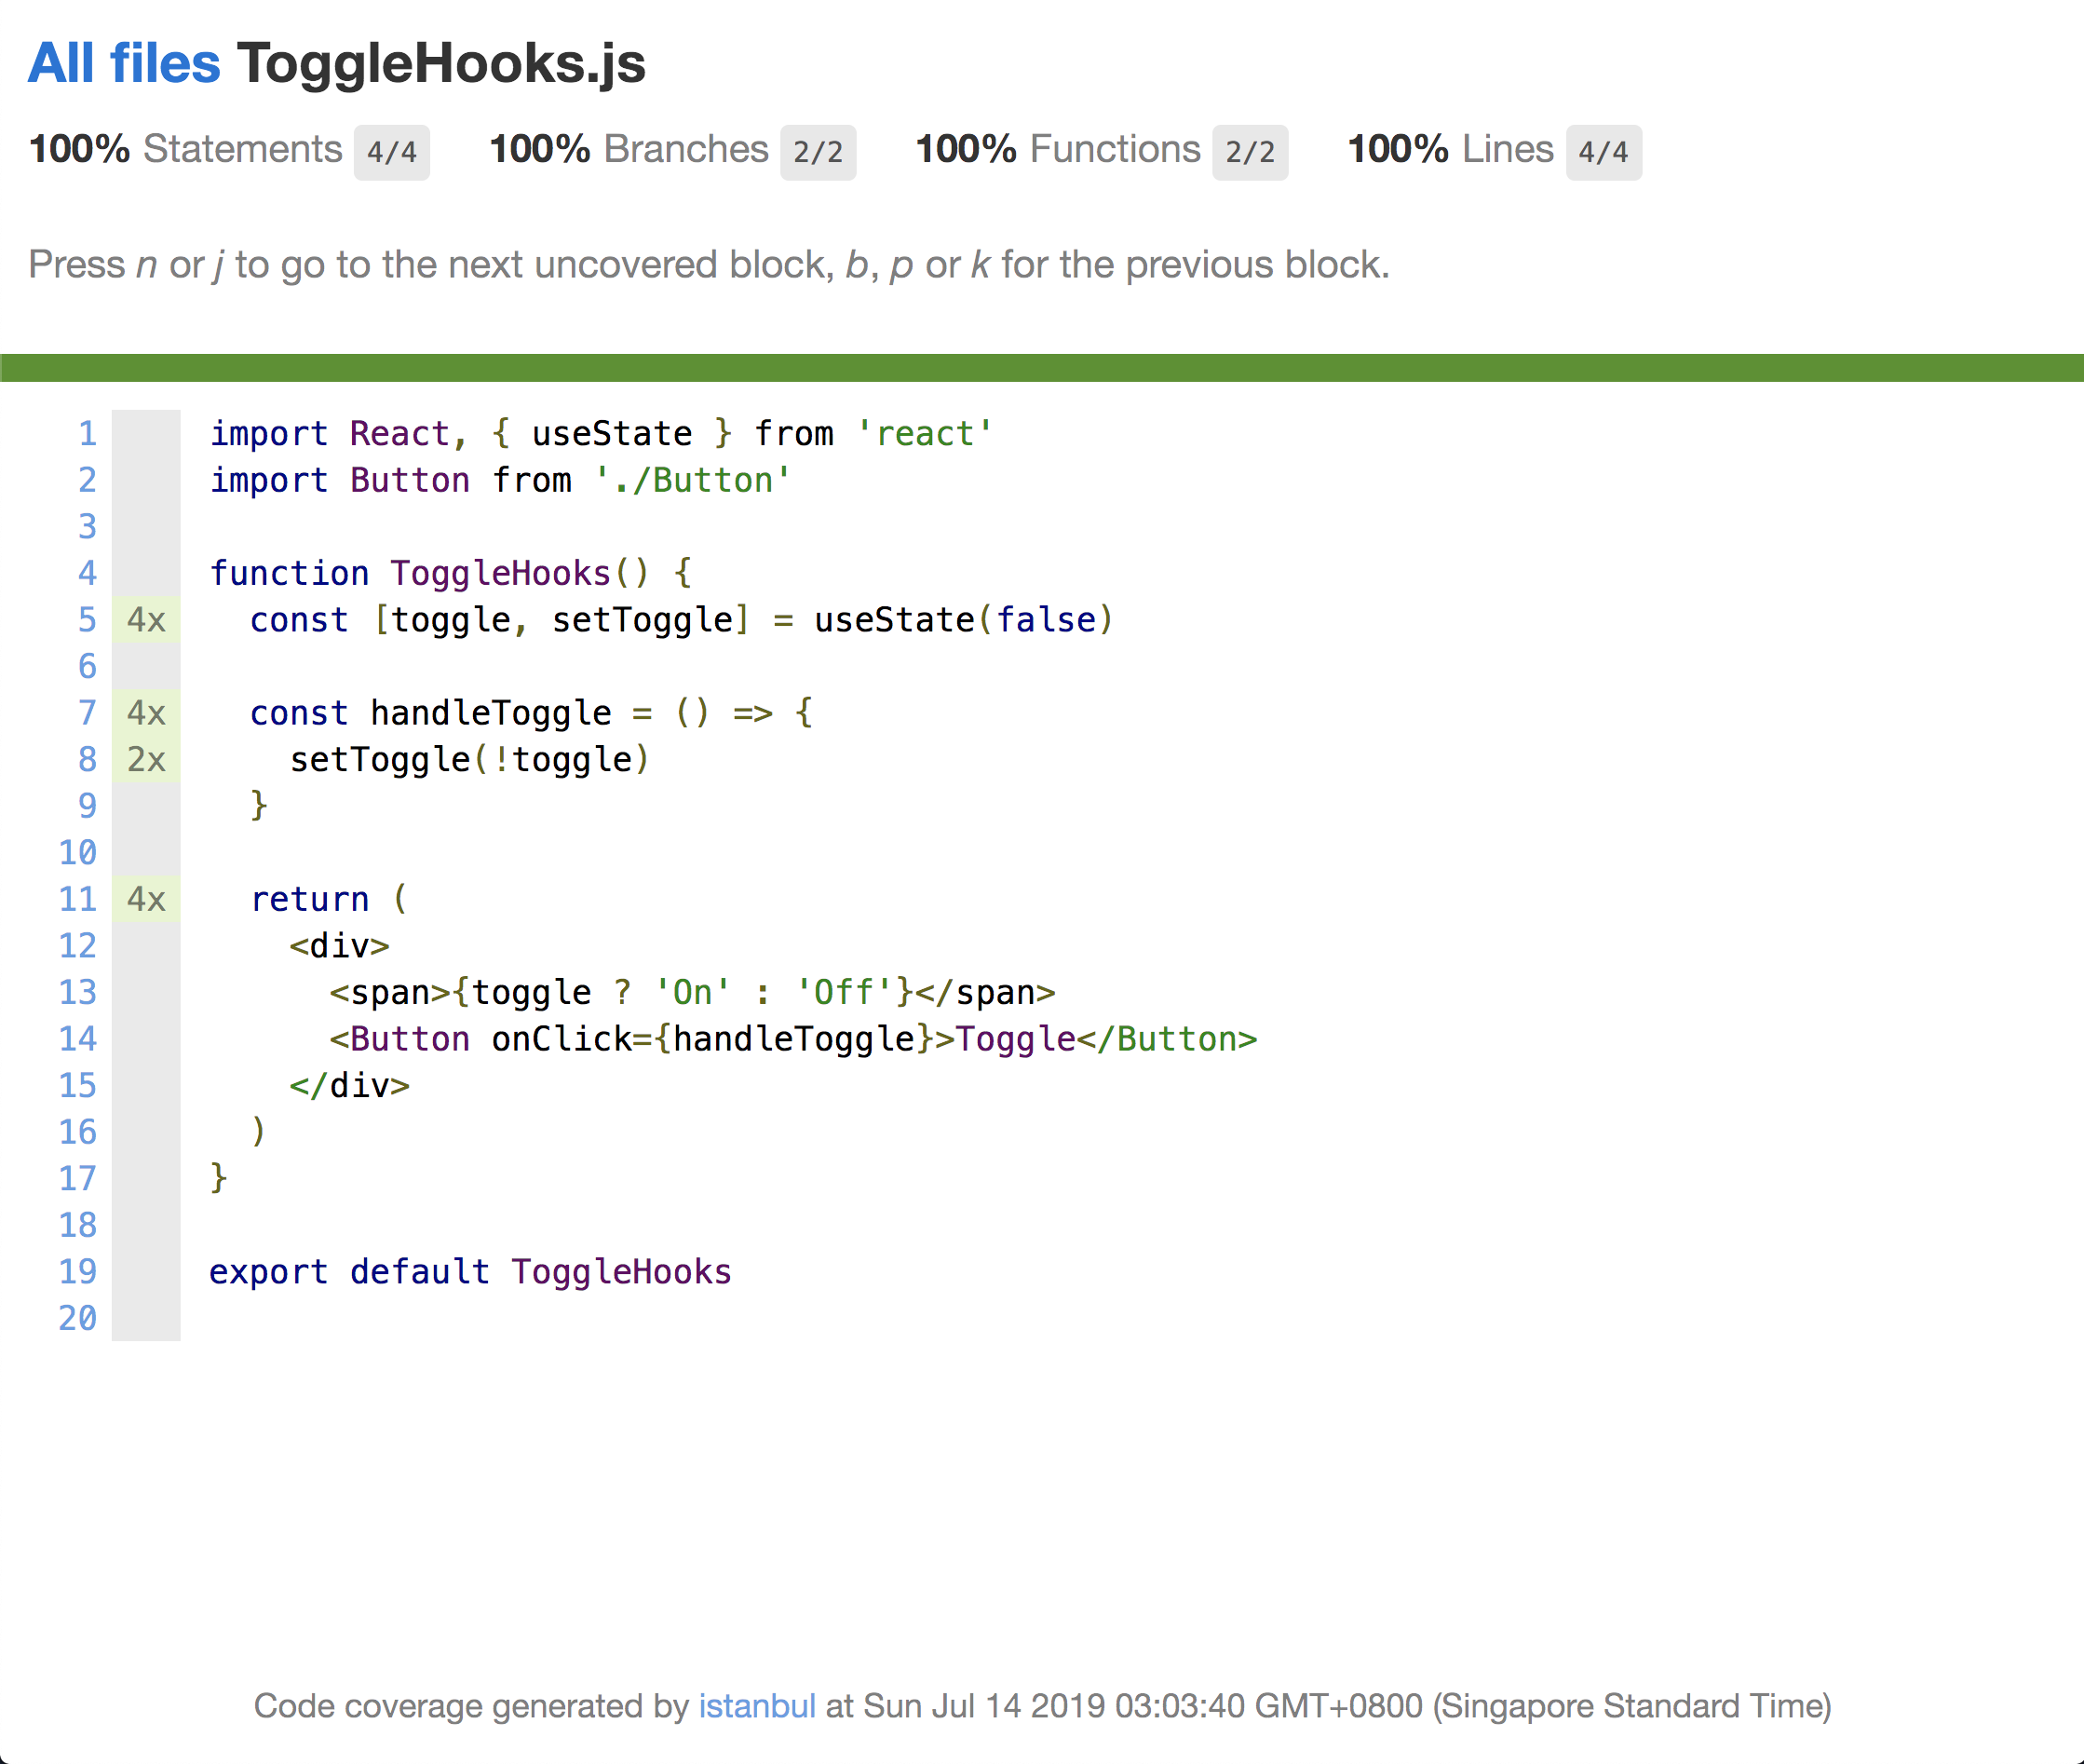 All files ToggleHooks.js
100% Statements 4/4 100% Branches 2/2 100% Functions 2/2 100% Lines 4/4
Press n or j to go to the next uncovered block, b, p or k for the previous block.
1 import React, { useState } from 'react'
2 import Button from './Button'
3
4 function ToggleHooks() {
5 4x   const [toggle, setToggle] = useState(false)
6
7 4x   const handleToggle = () => {
8 2x     setToggle(!toggle)
9   }
10
11 4x   return (
12     <div>
13       <span>{toggle ? 'On' : 'Off'}</span>
14       <Button onClick={handleToggle}>Toggle</Button>
15     </div>
16   )
17 }
18
19 export default ToggleHooks
20
Code coverage generated by istanbul at Sun Jul 14 2019 03:03:40 GMT+0800 (Singapore Standard Time)